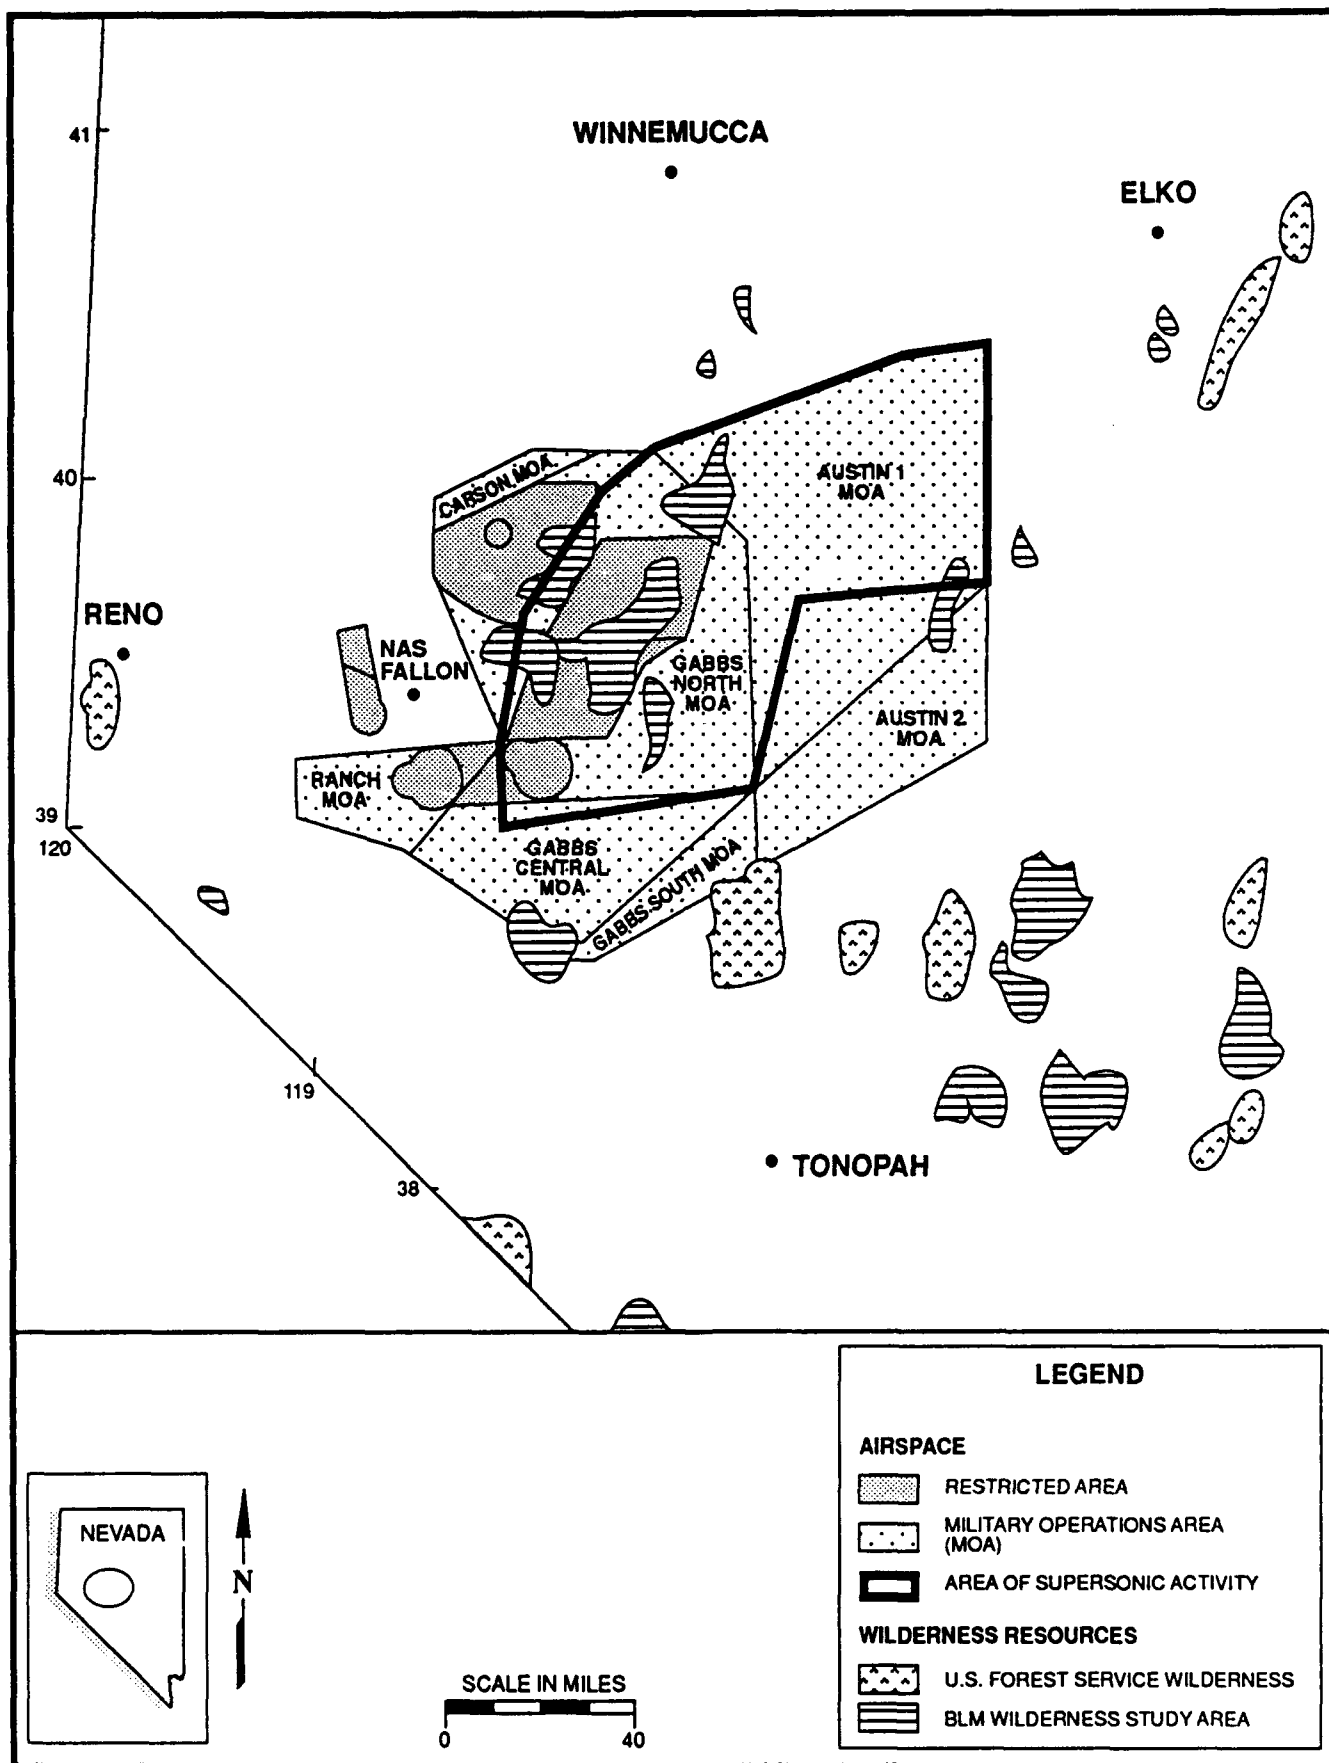 41
WINNEMUCCA
ELKO
40
CARSON MOA
AUSTIN 1
MOA
RENO
NAS
FALLON
GABBS
NORTH
MOA
AUSTIN 2
MOA
RANCH
MOA
39
120
GABBS
CENTRAL
MOA
GABBS SOUTH MOA
119
38
TONOPAH
LEGEND
AIRSPACE
RESTRICTED AREA
MILITARY OPERATIONS AREA
(MOA)
AREA OF SUPERSONIC ACTIVITY
WILDERNESS RESOURCES
U.S. FOREST SERVICE WILDERNESS
BLM WILDERNESS STUDY AREA
NEVADA
N
SCALE IN MILES
0 40